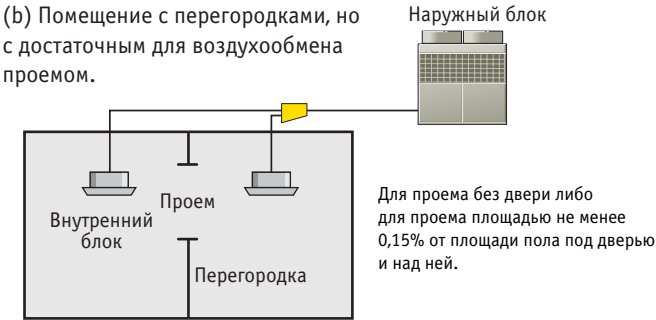 (b) Помещение с перегородками, но
с достаточным для воздухообмена
проемом.
Наружный блок
Проем
Внутренний
блок
Перегородка
Для проема без двери либо
для проема площадью не менее
0,15% от площади пола под дверью
и над ней.